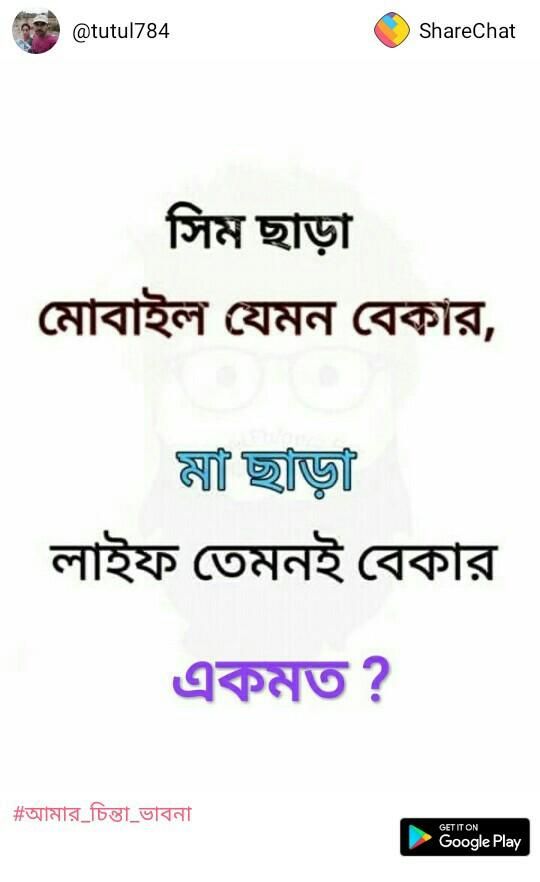 @tutul784
ShareChat
সিম ছাড়া
মোবাইল যেমন বেকার,
মা ছাড়া
লাইফ তেমনই বেকার
একমত ?
#আমার_চিন্তা_ভাবনা
GET IT ON
Google Play